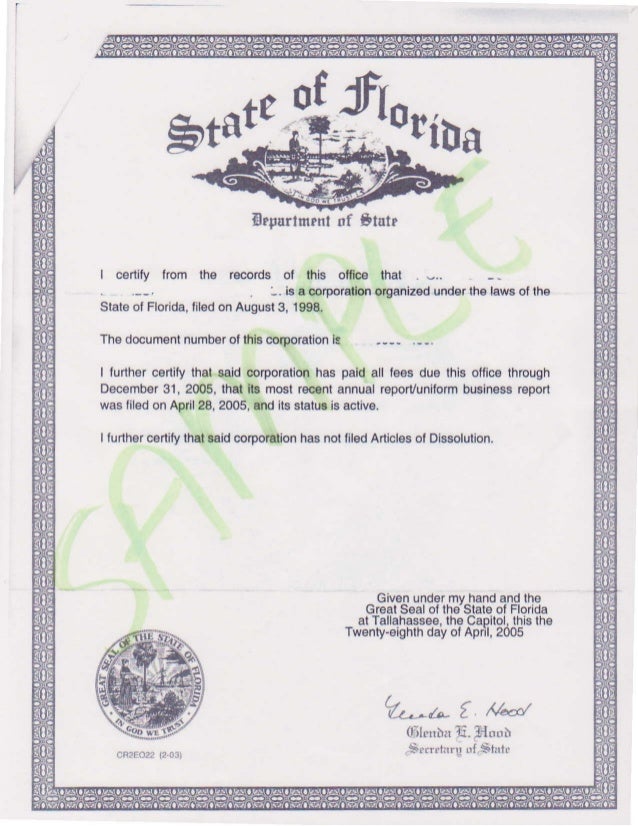 State of Florida
IN GOD WE TRUST
Department of State
I certify from the records of this office that
is a corporation organized under the laws of the
State of Florida, filed on August 3, 1998.
The document number of this corporation is
I further certify that said corporation has paid all fees due this office through
December 31, 2005, that its most recent annual report/uniform business report
was filed on April 28, 2005, and its status is active.
I further certify that said corporation has not filed Articles of Dissolution.
SAMPLE
Given under my hand and the
Great Seal of the State of Florida
at Tallahassee, the Capitol, this the
Twenty-eighth day of April, 2005
GREAT SEAL OF THE STATE OF FLORIDA
IN GOD WE TRUST
Glenda E. Hood
Glenda E. Hood
Secretary of State
CR2EO22 (2-03)